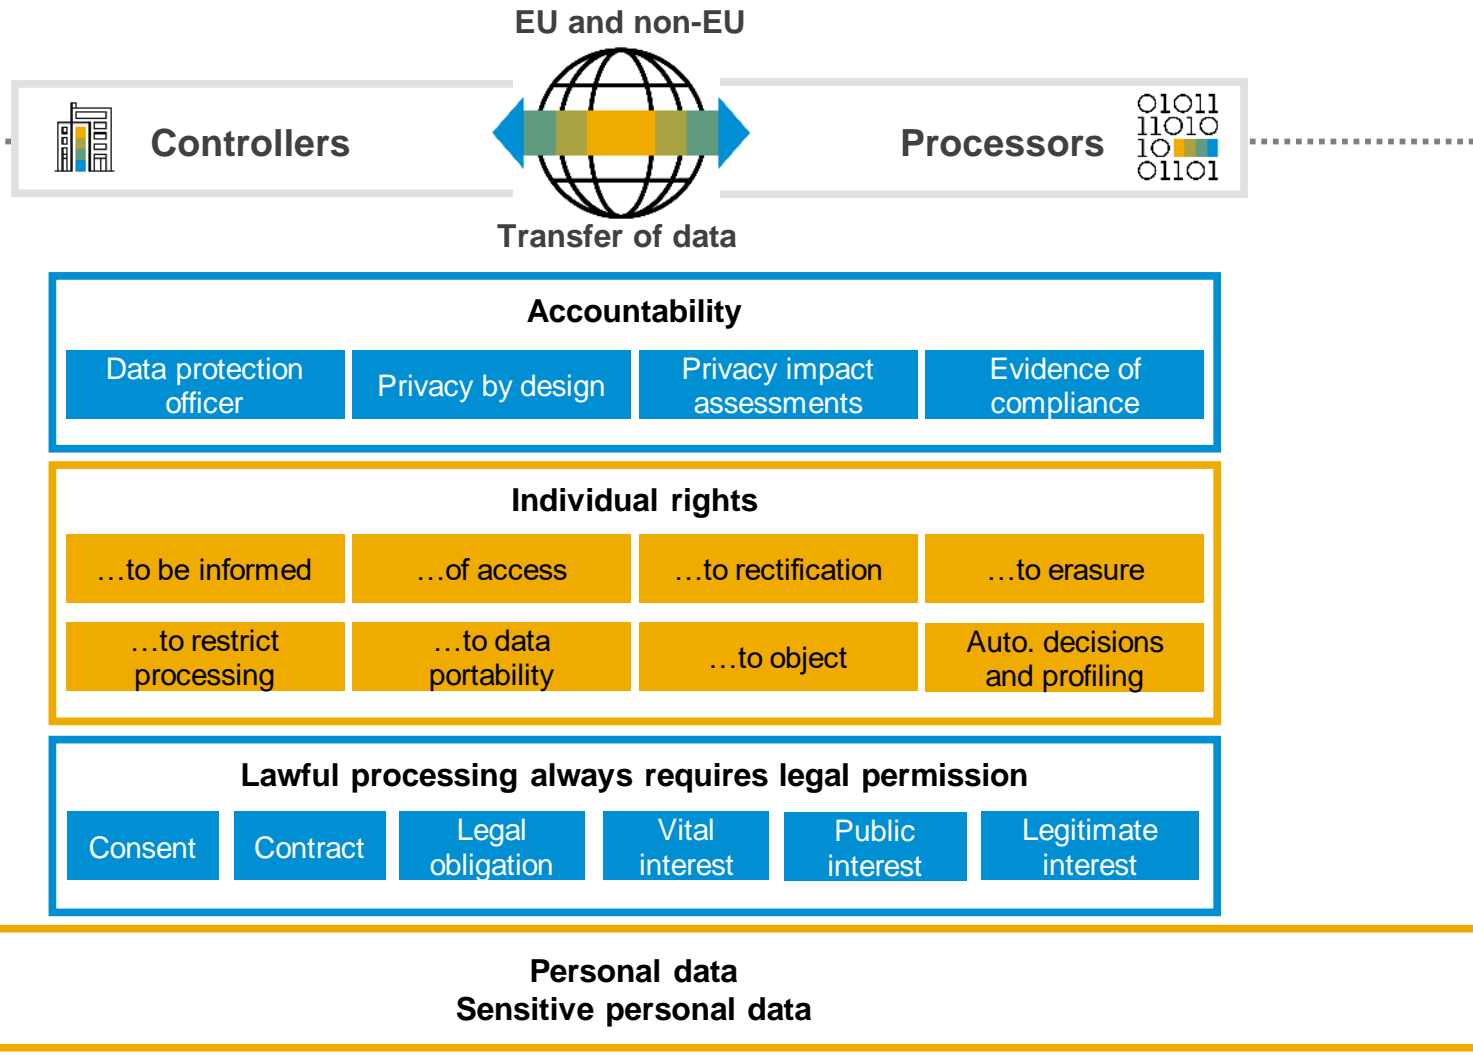 EU and non-EU
Controllers
Processors
01011
11010
10
01101
Transfer of data
Accountability
Data protection
officer
Privacy by design
Privacy impact
assessments
Evidence of
compliance
Individual rights
…to be informed
…of access
…to rectification
…to erasure
…to restrict
processing
…to data
portability
…to object
Auto. decisions
and profiling
Lawful processing always requires legal permission
Consent
Contract
Legal
obligation
Vital
interest
Public
interest
Legitimate
interest
Personal data
Sensitive personal data